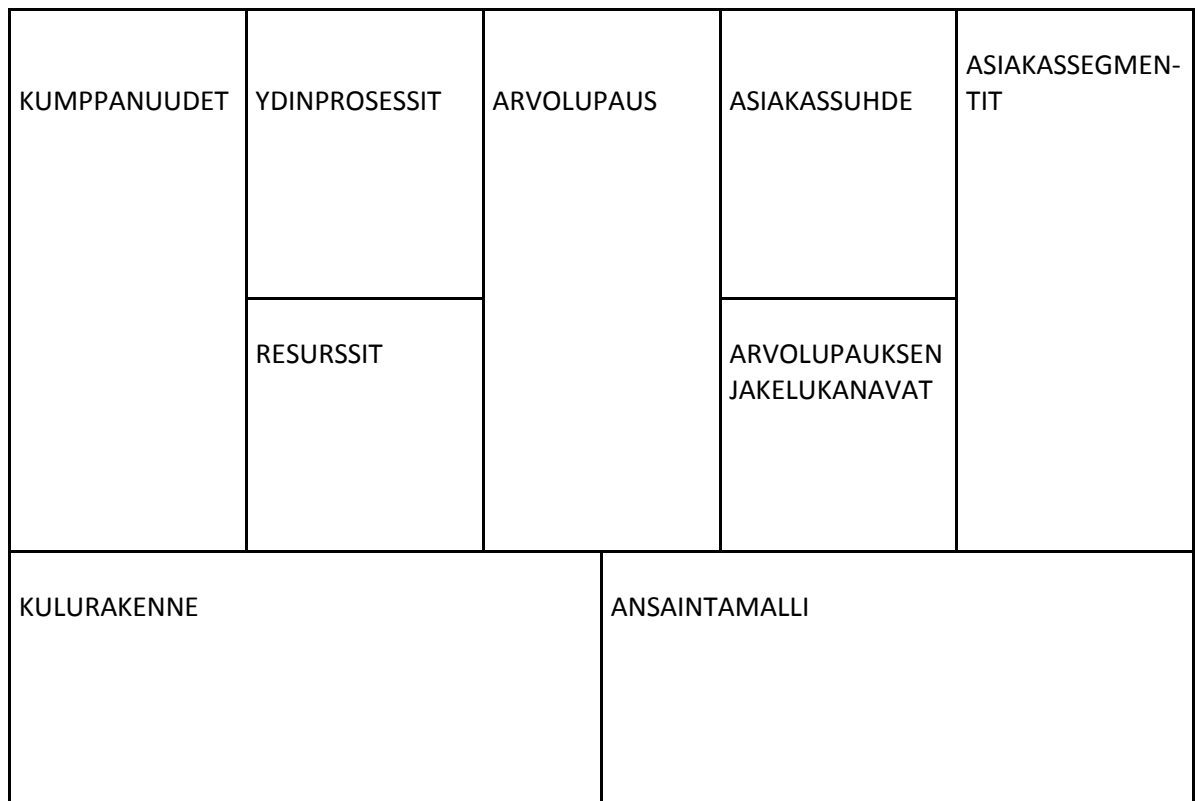 KUMPPANUUDET
YDINPROSESSIT
ARVOLUPAUS
ASIAKASSUHDE
ASIAKASSEGMEN-
TIT
RESURSSIT
ARVOLUPAUKSEN
JAKELUKANAVAT
KULURAKENNE
ANSAINTAMALLI